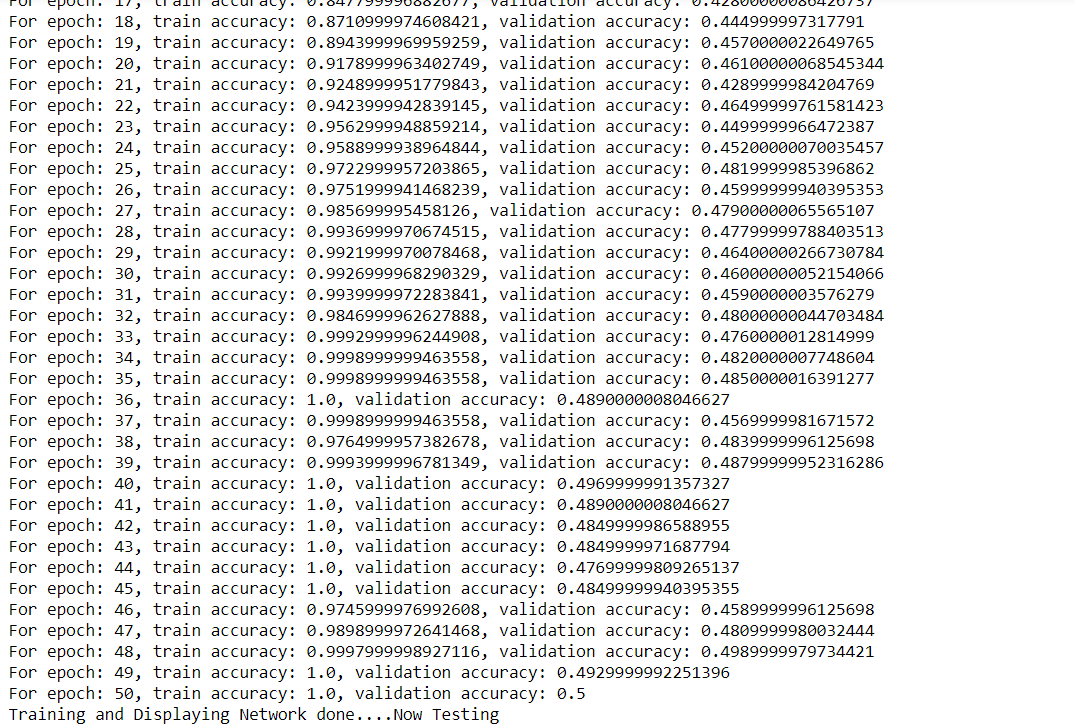 For epoch: 17, train accuracy: 0.847799996882677, validation accuracy: 0.42800000086426737
For epoch: 18, train accuracy: 0.8710999974608421, validation accuracy: 0.444999997317791
For epoch: 19, train accuracy: 0.8943999969959259, validation accuracy: 0.4570000022649765
For epoch: 20, train accuracy: 0.9178999963402749, validation accuracy: 0.46100000068545344
For epoch: 21, train accuracy: 0.9248999951779843, validation accuracy: 0.4289999984204769
For epoch: 22, train accuracy: 0.9423999942839145, validation accuracy: 0.46499999761581423
For epoch: 23, train accuracy: 0.9562999948859214, validation accuracy: 0.4499999966472387
For epoch: 24, train accuracy: 0.9588999938964844, validation accuracy: 0.45200000070035457
For epoch: 25, train accuracy: 0.9722999957203865, validation accuracy: 0.4819999985396862
For epoch: 26, train accuracy: 0.9751999941468239, validation accuracy: 0.45999999940395353
For epoch: 27, train accuracy: 0.985699995458126, validation accuracy: 0.47900000065565107
For epoch: 28, train accuracy: 0.9936999970674515, validation accuracy: 0.47799999788403513
For epoch: 29, train accuracy: 0.9921999970078468, validation accuracy: 0.46400000266730784
For epoch: 30, train accuracy: 0.9926999968290329, validation accuracy: 0.46000000052154066
For epoch: 31, train accuracy: 0.9939999972283841, validation accuracy: 0.4590000003576279
For epoch: 32, train accuracy: 0.9846999962627888, validation accuracy: 0.48000000044703484
For epoch: 33, train accuracy: 0.9992999996244908, validation accuracy: 0.4760000012814999
For epoch: 34, train accuracy: 0.9998999999463558, validation accuracy: 0.4820000007748604
For epoch: 35, train accuracy: 0.9998999999463558, validation accuracy: 0.4850000016391277
For epoch: 36, train accuracy: 1.0, validation accuracy: 0.4890000008046627
For epoch: 37, train accuracy: 0.9998999999463558, validation accuracy: 0.4569999981671572
For epoch: 38, train accuracy: 0.9764999957382678, validation accuracy: 0.4839999996125698
For epoch: 39, train accuracy: 0.9993999996781349, validation accuracy: 0.48799999952316286
For epoch: 40, train accuracy: 1.0, validation accuracy: 0.4969999991357327
For epoch: 41, train accuracy: 1.0, validation accuracy: 0.4890000008046627
For epoch: 42, train accuracy: 1.0, validation accuracy: 0.4849999986588955
For epoch: 43, train accuracy: 1.0, validation accuracy: 0.4849999971687794
For epoch: 44, train accuracy: 1.0, validation accuracy: 0.47699999809265137
For epoch: 45, train accuracy: 1.0, validation accuracy: 0.48499999940395355
For epoch: 46, train accuracy: 0.9745999976992608, validation accuracy: 0.4589999996125698
For epoch: 47, train accuracy: 0.9898999972641468, validation accuracy: 0.4809999980032444
For epoch: 48, train accuracy: 0.9997999998927116, validation accuracy: 0.4989999979734421
For epoch: 49, train accuracy: 1.0, validation accuracy: 0.4929999992251396
For epoch: 50, train accuracy: 1.0, validation accuracy: 0.5
Training and Displaying Network done....Now Testing